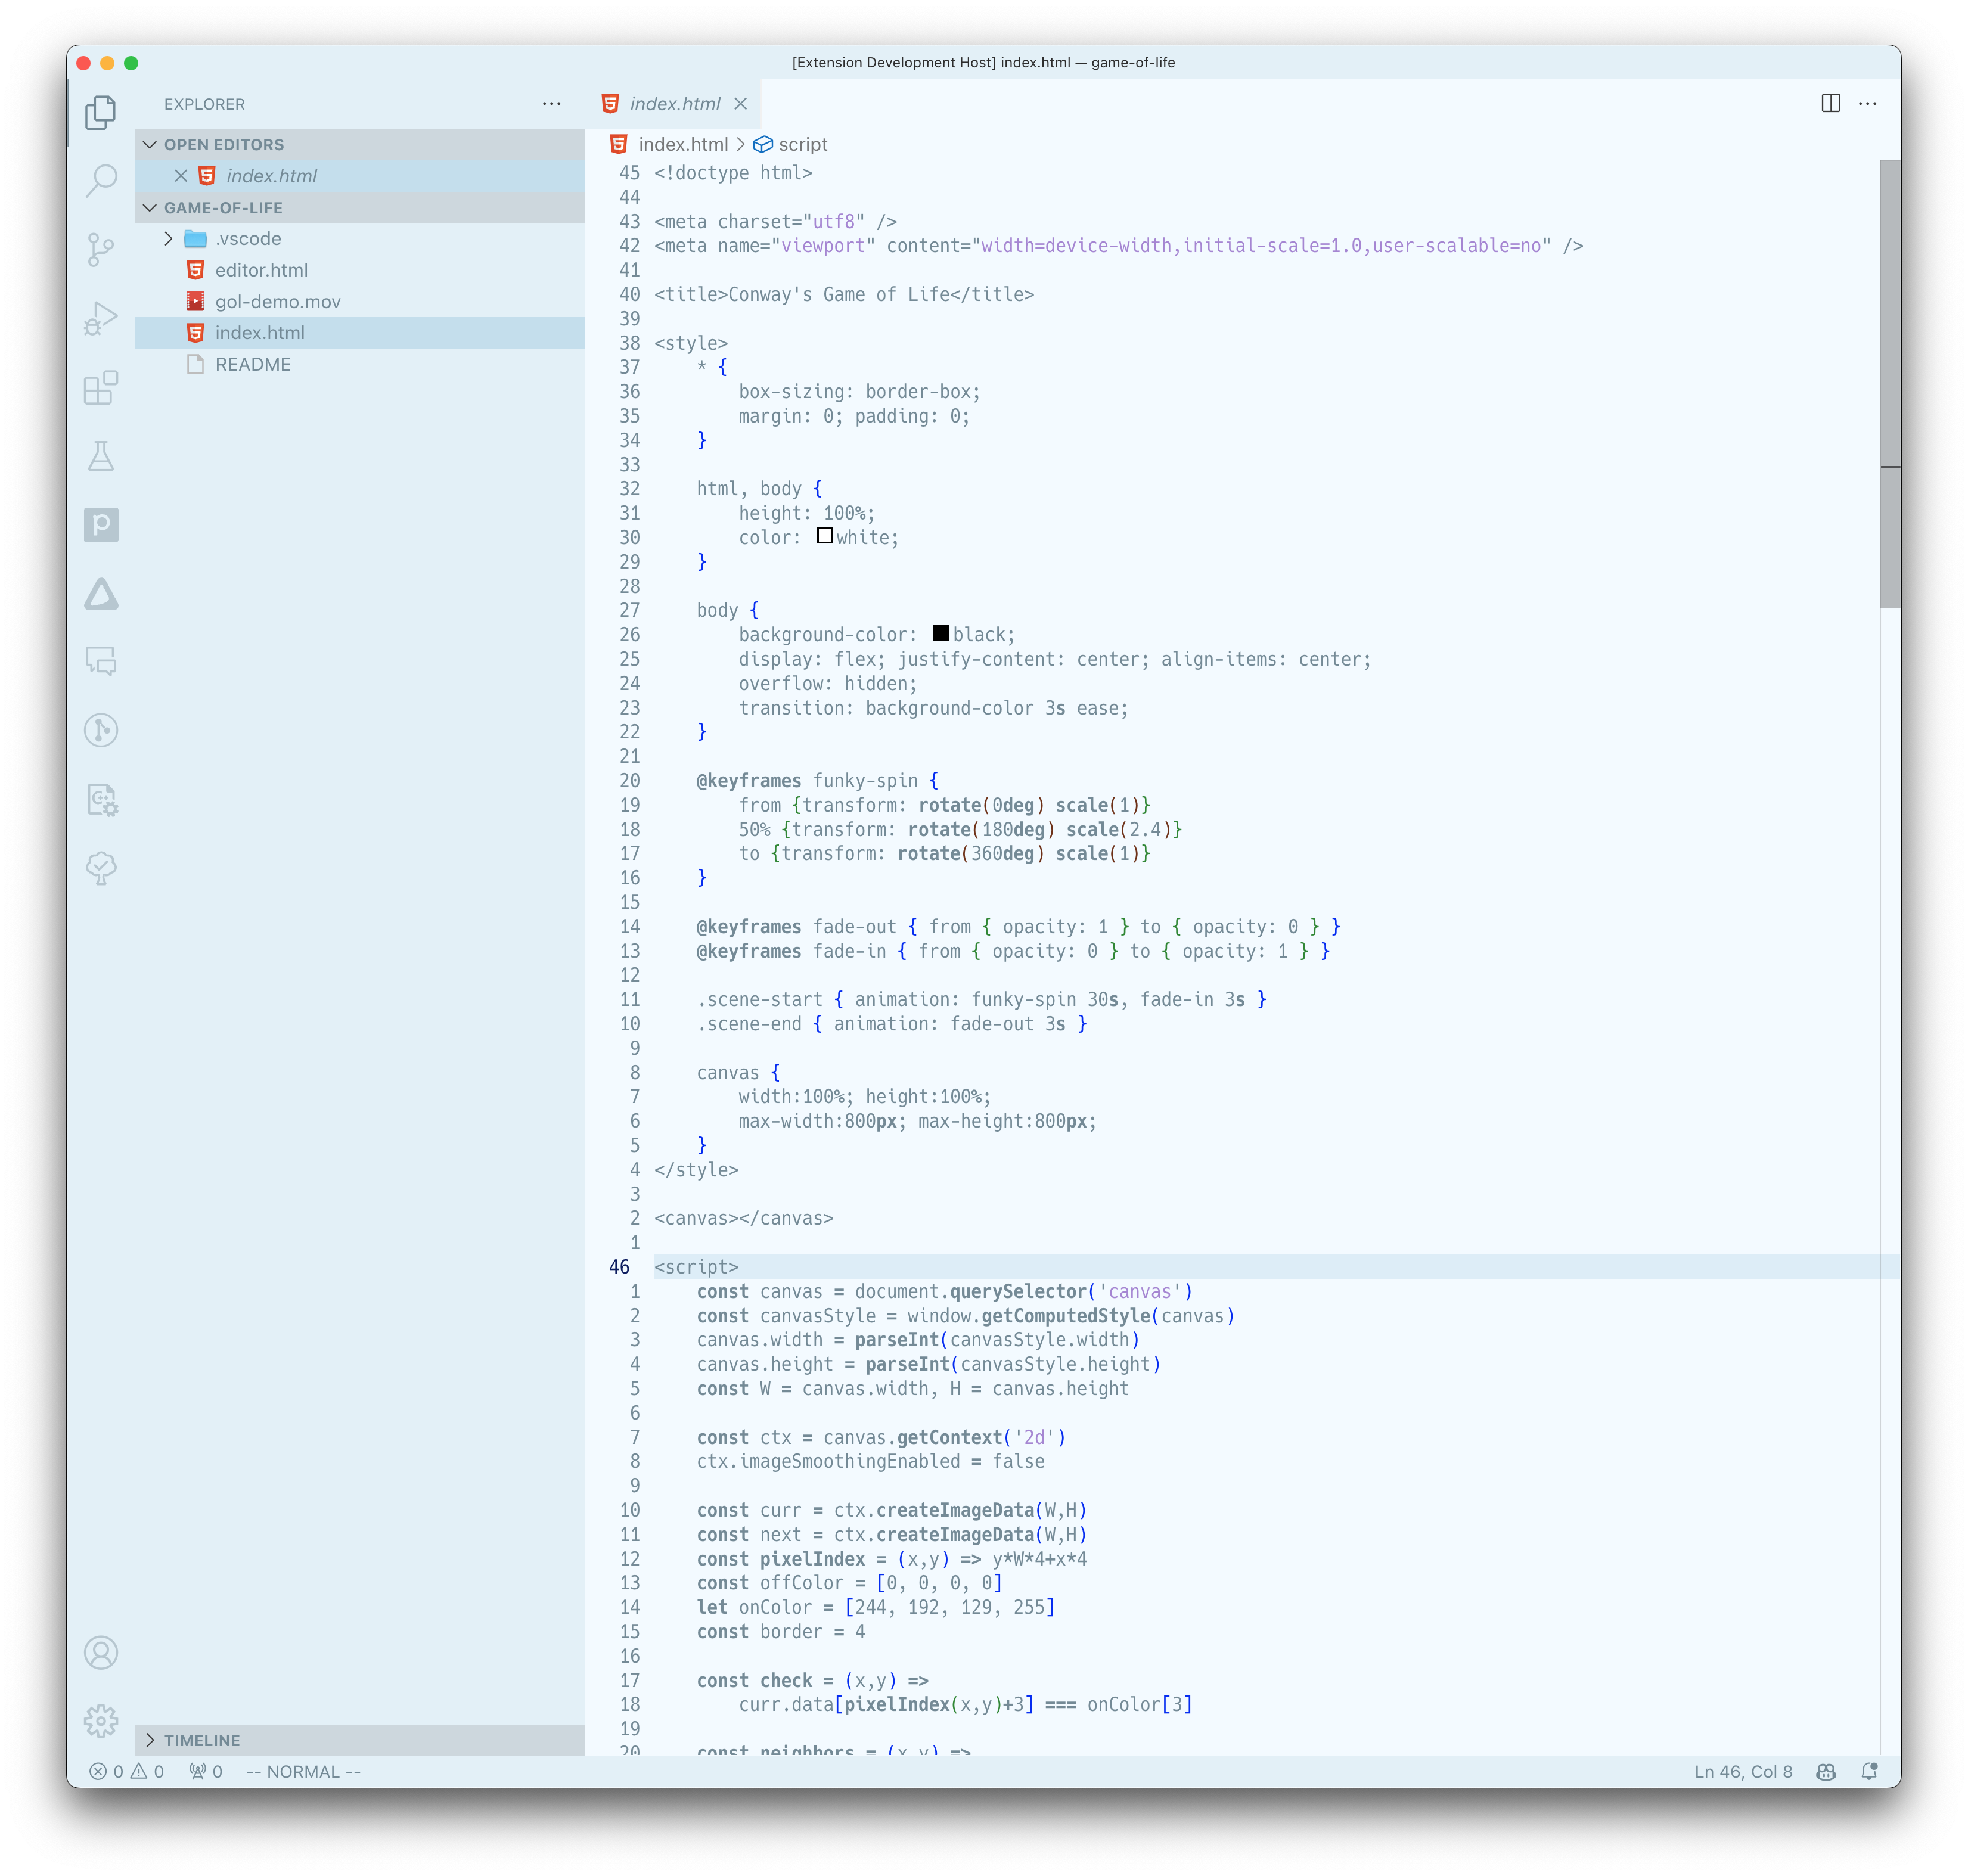 [Extension Development Host] index.html — game-of-life
EXPLORER
OPEN EDITORS
index.html
GAME-OF-LIFE
.vscode
editor.html
gol-demo.mov
index.html
README
TIMELINE
index.html
index.html > script
45 <!doctype html>
44
43 <meta charset="utf8" />
42 <meta name="viewport" content="width=device-width,initial-scale=1.0,user-scalable=no" />
41
40 <title>Conway's Game of Life</title>
39
38 <style>
37     * {
36         box-sizing: border-box;
35         margin: 0; padding: 0;
34     }
33
32     html, body {
31         height: 100%;
30         color: white;
29     }
28
27     body {
26         background-color: black;
25         display: flex; justify-content: center; align-items: center;
24         overflow: hidden;
23         transition: background-color 3s ease;
22     }
21
20     @keyframes funky-spin {
19         from {transform: rotate(0deg) scale(1)}
18         50% {transform: rotate(180deg) scale(2.4)}
17         to {transform: rotate(360deg) scale(1)}
16     }
15
14     @keyframes fade-out { from { opacity: 1 } to { opacity: 0 } }
13     @keyframes fade-in { from { opacity: 0 } to { opacity: 1 } }
12
11     .scene-start { animation: funky-spin 30s, fade-in 3s }
10     .scene-end { animation: fade-out 3s }
9
8     canvas {
7         width:100%; height:100%;
6         max-width:800px; max-height:800px;
5     }
4 </style>
3
2 <canvas></canvas>
1
46 <script>
1     const canvas = document.querySelector('canvas')
2     const canvasStyle = window.getComputedStyle(canvas)
3     canvas.width = parseInt(canvasStyle.width)
4     canvas.height = parseInt(canvasStyle.height)
5     const W = canvas.width, H = canvas.height
6
7     const ctx = canvas.getContext('2d')
8     ctx.imageSmoothingEnabled = false
9
10     const curr = ctx.createImageData(W,H)
11     const next = ctx.createImageData(W,H)
12     const pixelIndex = (x,y) => y*W*4+x*4
13     const offColor = [0, 0, 0, 0]
14     let onColor = [244, 192, 129, 255]
15     const border = 4
16
17     const check = (x,y) =>
18         curr.data[pixelIndex(x,y)+3] === onColor[3]
19
20     const neighbors = (x,y) =>
0 0 0 -- NORMAL -- Ln 46, Col 8